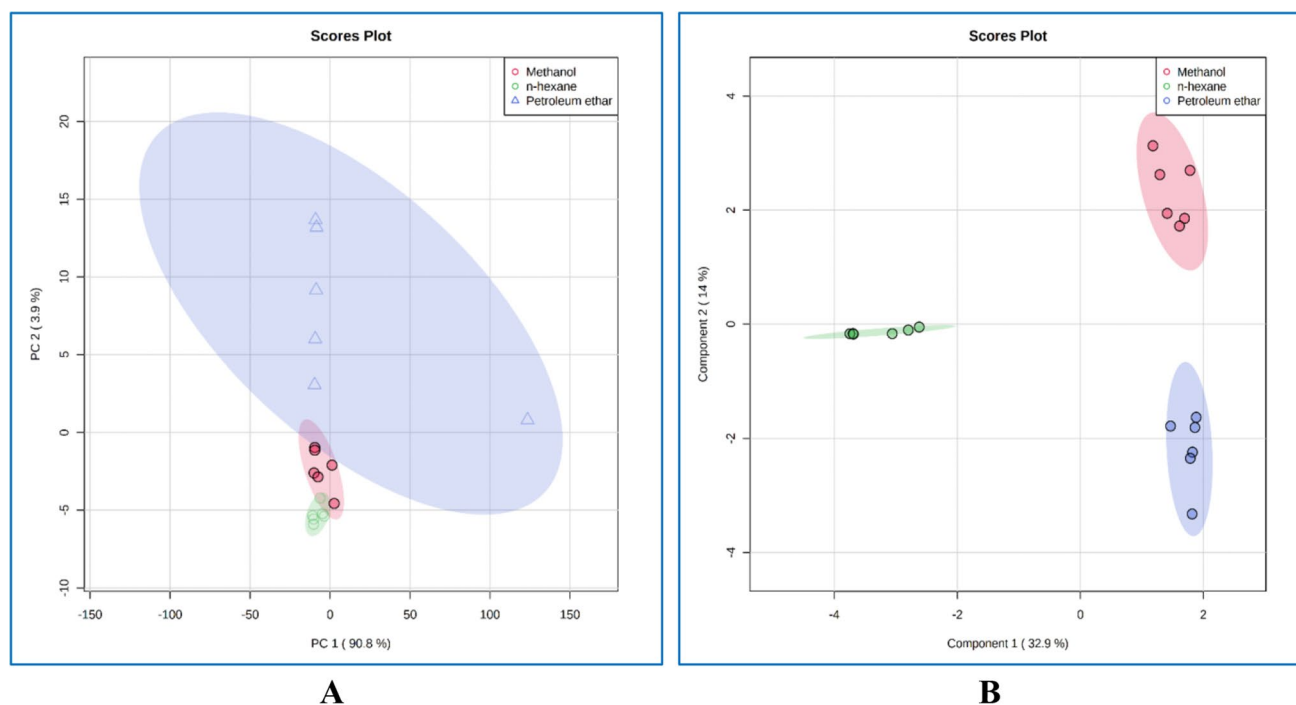 Scores Plot
Methanol
n-hexane
Petroleum ethar
20
15
10
5
0
-5
-10
PC 2 ( 3.9 %)
-150
-100
-50
0
50
100
150
PC 1 ( 90.8 %)
A
Scores Plot
Methanol
n-hexane
Petroleum ethar
4
2
0
-2
-4
Component 2 ( 14 %)
-4
-2
0
2
Component 1 ( 32.9 %)
B